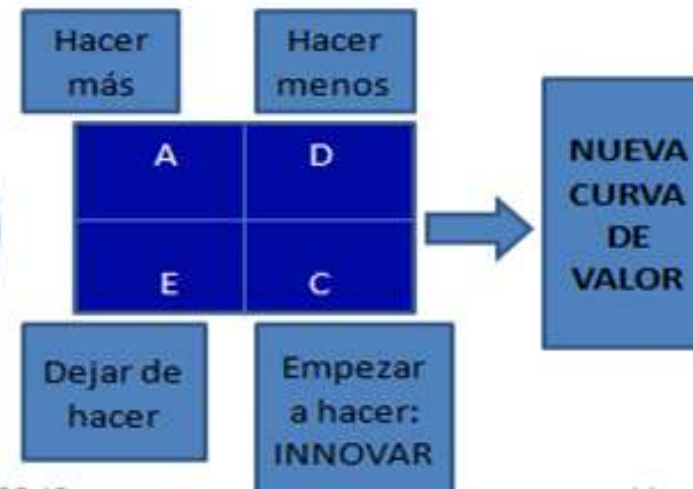 Hacer
más
Hacer
menos
A
D
E
C
Dejar de
hacer
Empezar
a hacer:
INNOVAR
NUEVA
CURVA
DE
VALOR